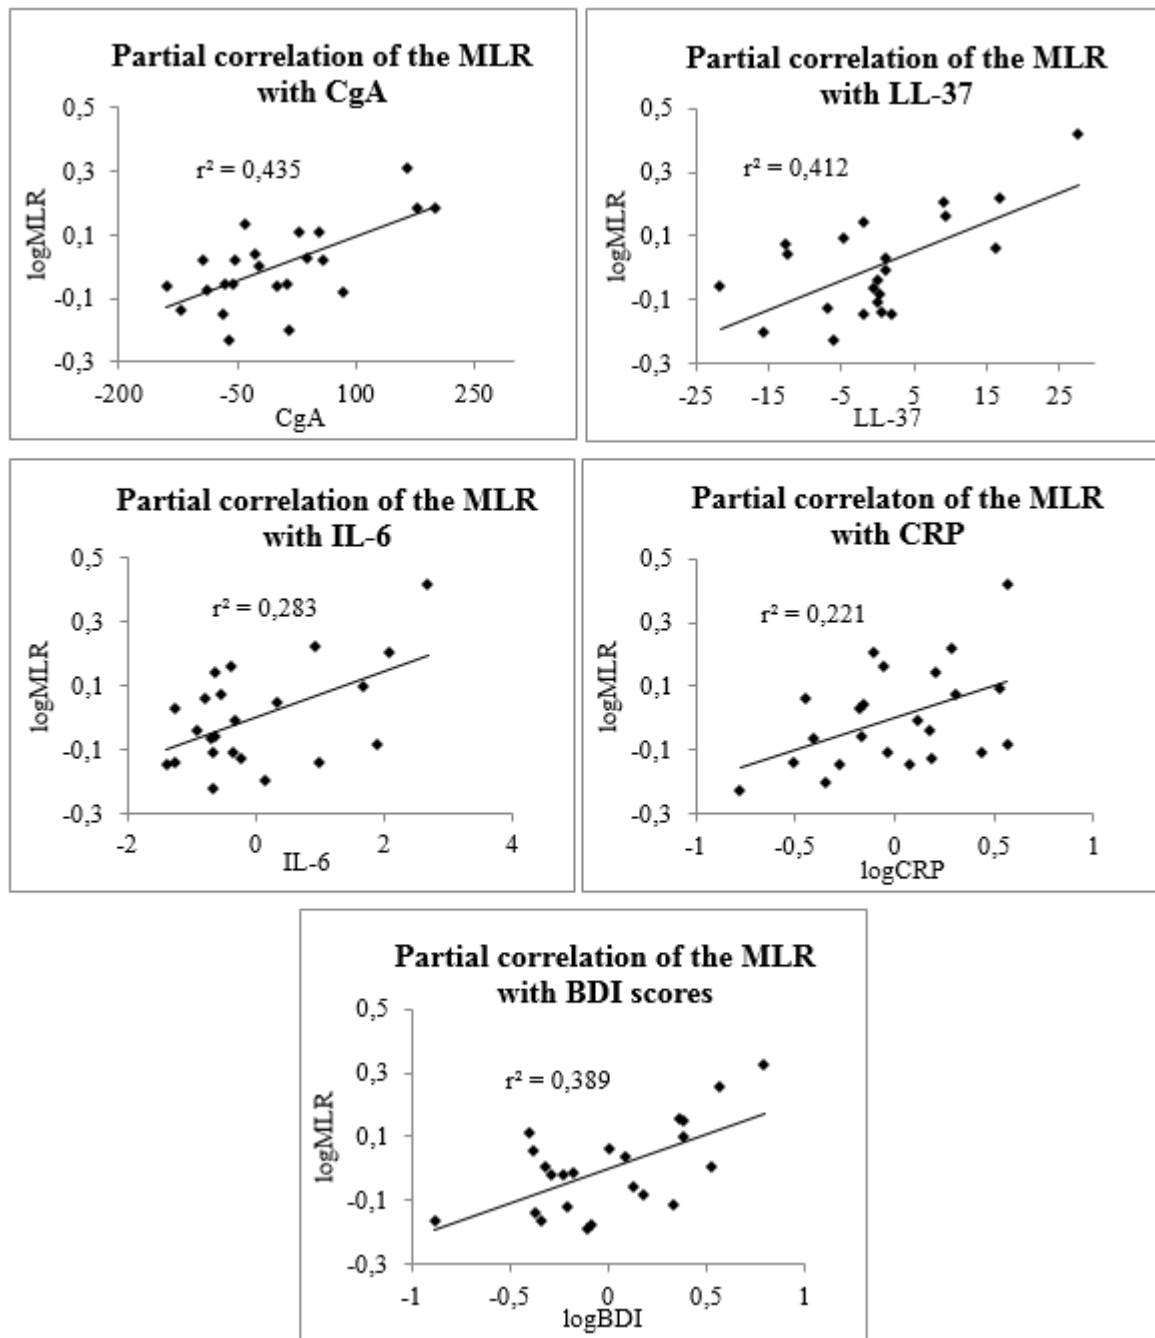 Partial correlation of the MLR
with CgA
0,5
0,3
0,1
-0,1
-0,3
logMLR
r² = 0,435
-200
-50
100
250
CgA
Partial correlation of the MLR
with LL-37
0,5
0,3
0,1
-0,1
-0,3
logMLR
r² = 0,412
-25
-15
-5
5
15
25
LL-37
Partial correlation of the MLR
with IL-6
0,5
0,3
0,1
-0,1
-0,3
logMLR
r² = 0,283
-2
0
2
4
IL-6
Partial correlaton of the MLR
with CRP
0,5
0,3
0,1
-0,1
-0,3
logMLR
r² = 0,221
-1
-0,5
0
0,5
1
logCRP
Partial correlation of the MLR
with BDI scores
0,5
0,3
0,1
-0,1
-0,3
logMLR
r² = 0,389
-1
-0,5
0
0,5
1
logBDI